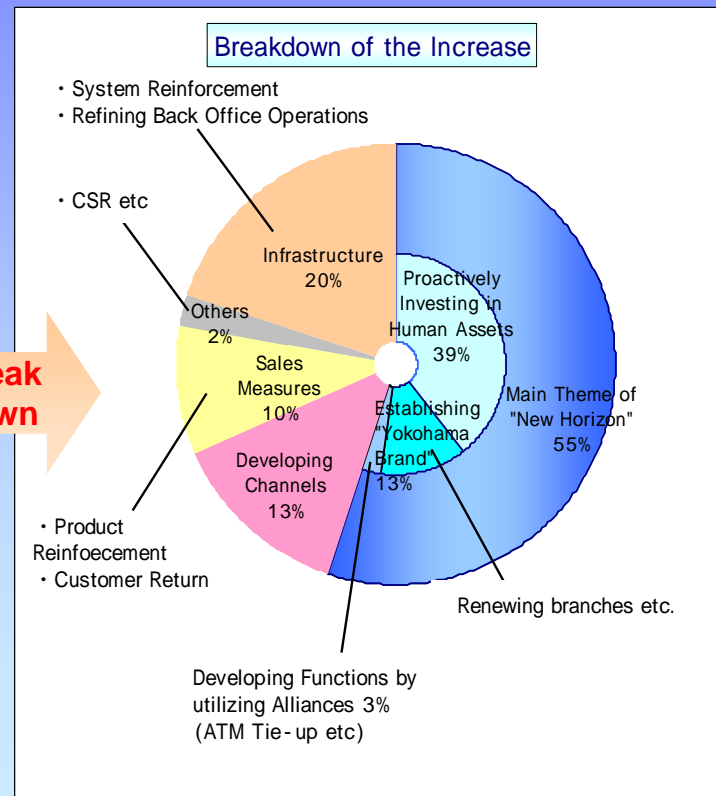 Breakdown of the Increase
・System Reinforcement
・Refining Back Office Operations
・CSR etc
Infrastructure
20%
Others
2%
Sales
Measures
10%
Developing
Channels
13%
Proactively
Investing in
Human Assets
39%
Establishing
"Yokohama
Brand"
13%
Main Theme of
"New Horizon"
55%
・Product
Reinfoecement
・Customer Return
Renewing branches etc.
Developing Functions by
utilizing Alliances 3%
(ATM Tie-up etc)